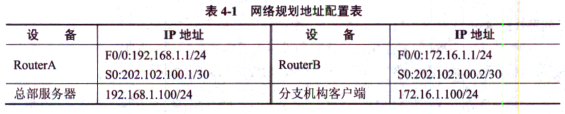 表 4-1 网络规划地址配置表
设 备 IP 地址 设 备 IP 地址
RouterA F0/0:192.168.1.1/24 S0:202.102.100.1/30 RouterB F0/0:172.16.1.1/24 S0:202.102.100.2/30
总部服务器 192.168.1.100/24 分支机构客户端 172.16.1.100/24